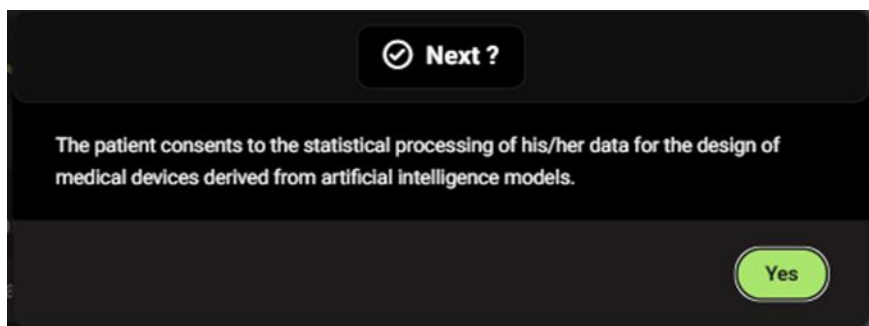 Next ?
The patient consents to the statistical processing of his/her data for the design of
medical devices derived from artificial intelligence models.
Yes